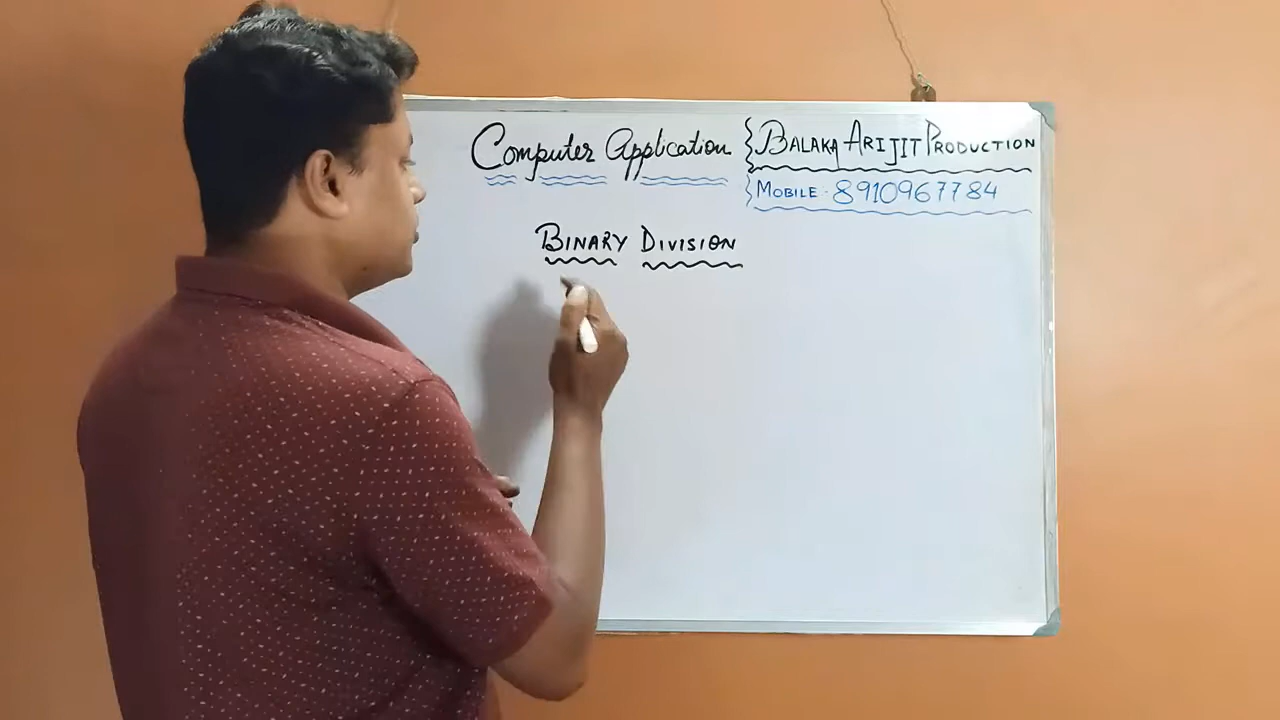 Computer Application
BALAKA ARIJIT PRODUCTION
MOBILE - 8910967784
BINARY DIVISION